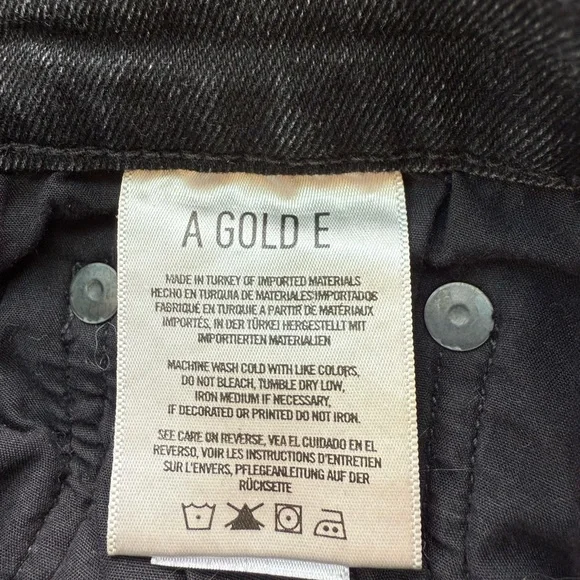 A GOLD E
MADE IN TURKEY OF IMPORTED MATERIALS
HECHO EN TURQUIA DE MATERIALES IMPORTADOS
FABRIQUÉ EN TURQUIE A PARTIR DE MATÉRIAUX
IMPORTÉS, IN DER TÜRKEI HERGESTELLT MIT
IMPORTIERTEN MATERIALIEN
MACHINE WASH COLD WITH LIKE COLORS,
DO NOT BLEACH, TUMBLE DRY LOW,
IRON MEDIUM IF NECESSARY,
IF DECORATED OR PRINTED DO NOT IRON.
SEE CARE ON REVERSE, VEA EL CUIDADO EN EL
REVERSO, VOIR LES INSTRUCTIONS D'ENTRETIEN
SUR L'ENVERS, PFLEGEANLEITUNG AUF DER
RÜCKSEITE